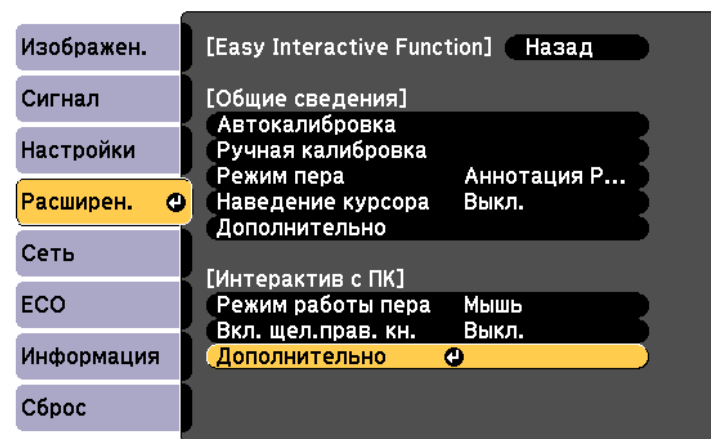 Изображен.
Сигнал
Настройки
Расширен.
Сеть
ECO
Информация
Сброс
[Easy Interactive Function] Назад
[Общие сведения]
Автокалибровка
Ручная калибровка
Режим пера Аннотация P...
Наведение курсора Выкл.
Дополнительно
[Интерактив с ПК]
Режим работы пера Мышь
Вкл. щел.прав. кн. Выкл.
Дополнительно